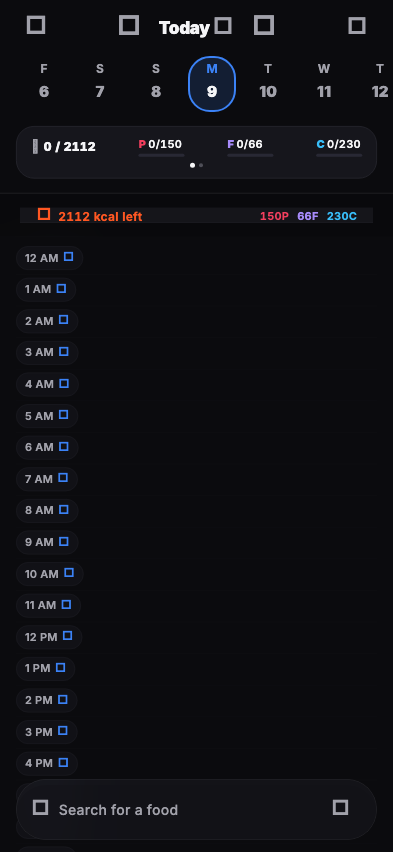 Today
F S S M T W T
6 7 8 9 10 11 12
0 / 2112 P 0/150 F 0/66 C 0/230
2112 kcal left 150P 66F 230C
12 AM
1 AM
2 AM
3 AM
4 AM
5 AM
6 AM
7 AM
8 AM
9 AM
10 AM
11 AM
12 PM
1 PM
2 PM
3 PM
4 PM
Search for a food